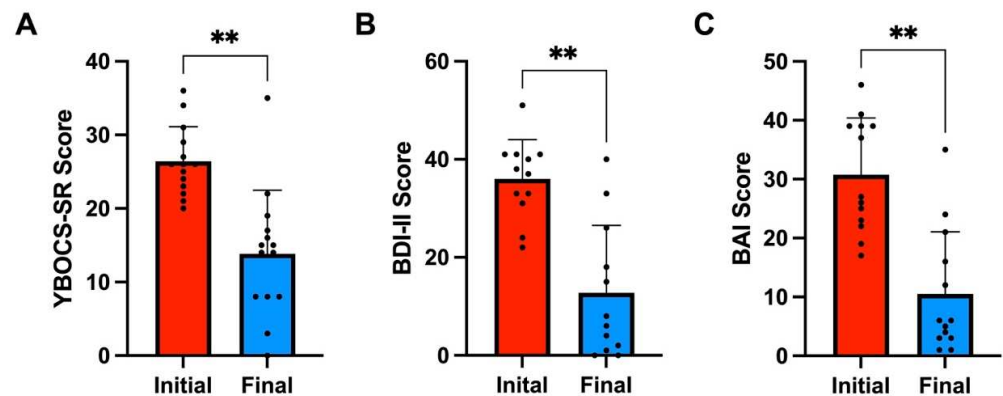 A
**
YBOCS-SR Score
40
30
20
10
0
Initial Final
B
**
BDI-II Score
60
40
20
0
Inital Final
C
**
BAI Score
50
40
30
20
10
0
Initial Final